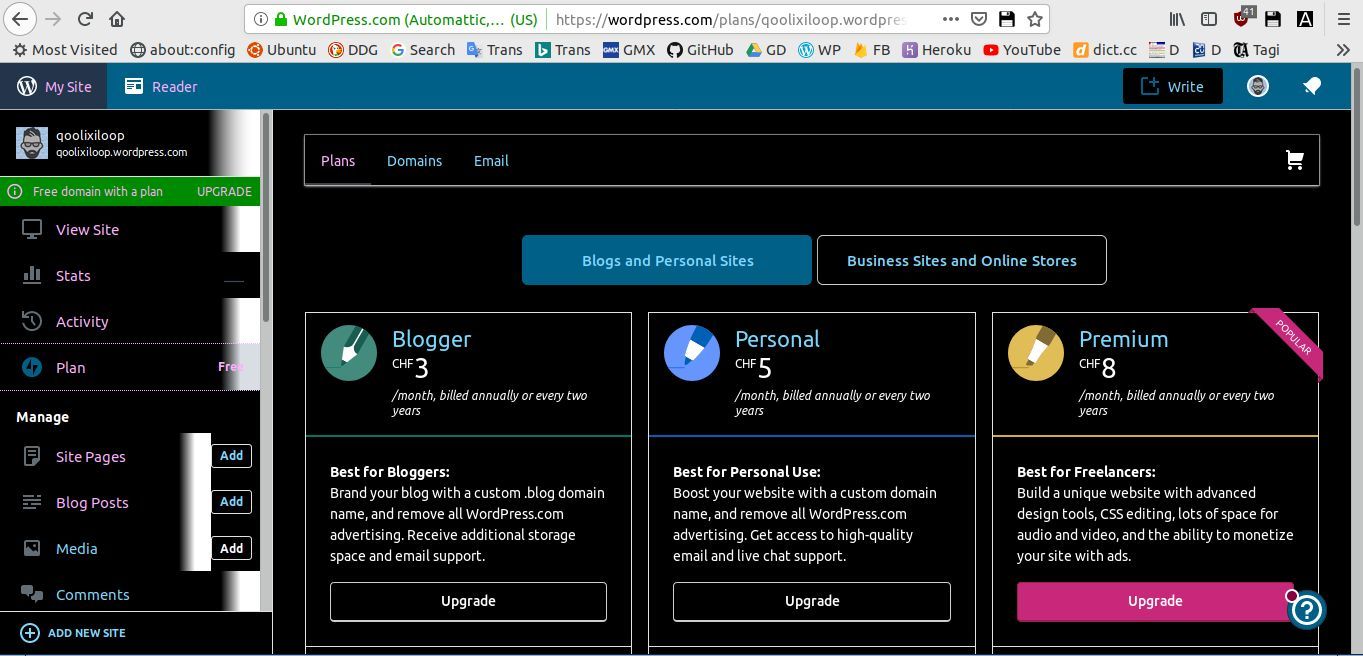 WordPress.com (Automattic,... (US) https://wordpress.com/plans/qoolixiloop.wordpres
41
Most Visited about:config Ubuntu DDG Search Trans Trans GMX GitHub GD WP FB Heroku YouTube dict.cc D D Tagi
My Site Reader Write
qoolixiloop
qoolixiloop.wordpress.com
Free domain with a plan UPGRADE
View Site
Stats
Activity
Plan Free
Manage
Site Pages Add
Blog Posts Add
Media Add
Comments
ADD NEW SITE
Plans Domains Email
Blogs and Personal Sites Business Sites and Online Stores
Blogger
CHF3
/month, billed annually or every two
years
Best for Bloggers:
Brand your blog with a custom .blog domain
name, and remove all WordPress.com
advertising. Receive additional storage
space and email support.
Upgrade
Personal
CHF5
/month, billed annually or every two
years
Best for Personal Use:
Boost your website with a custom domain
name, and remove all WordPress.com
advertising. Get access to high-quality
email and live chat support.
Upgrade
POPULAR
Premium
CHF8
/month, billed annually or every two
years
Best for Freelancers:
Build a unique website with advanced
design tools, CSS editing, lots of space for
audio and video, and the ability to monetize
your site with ads.
Upgrade